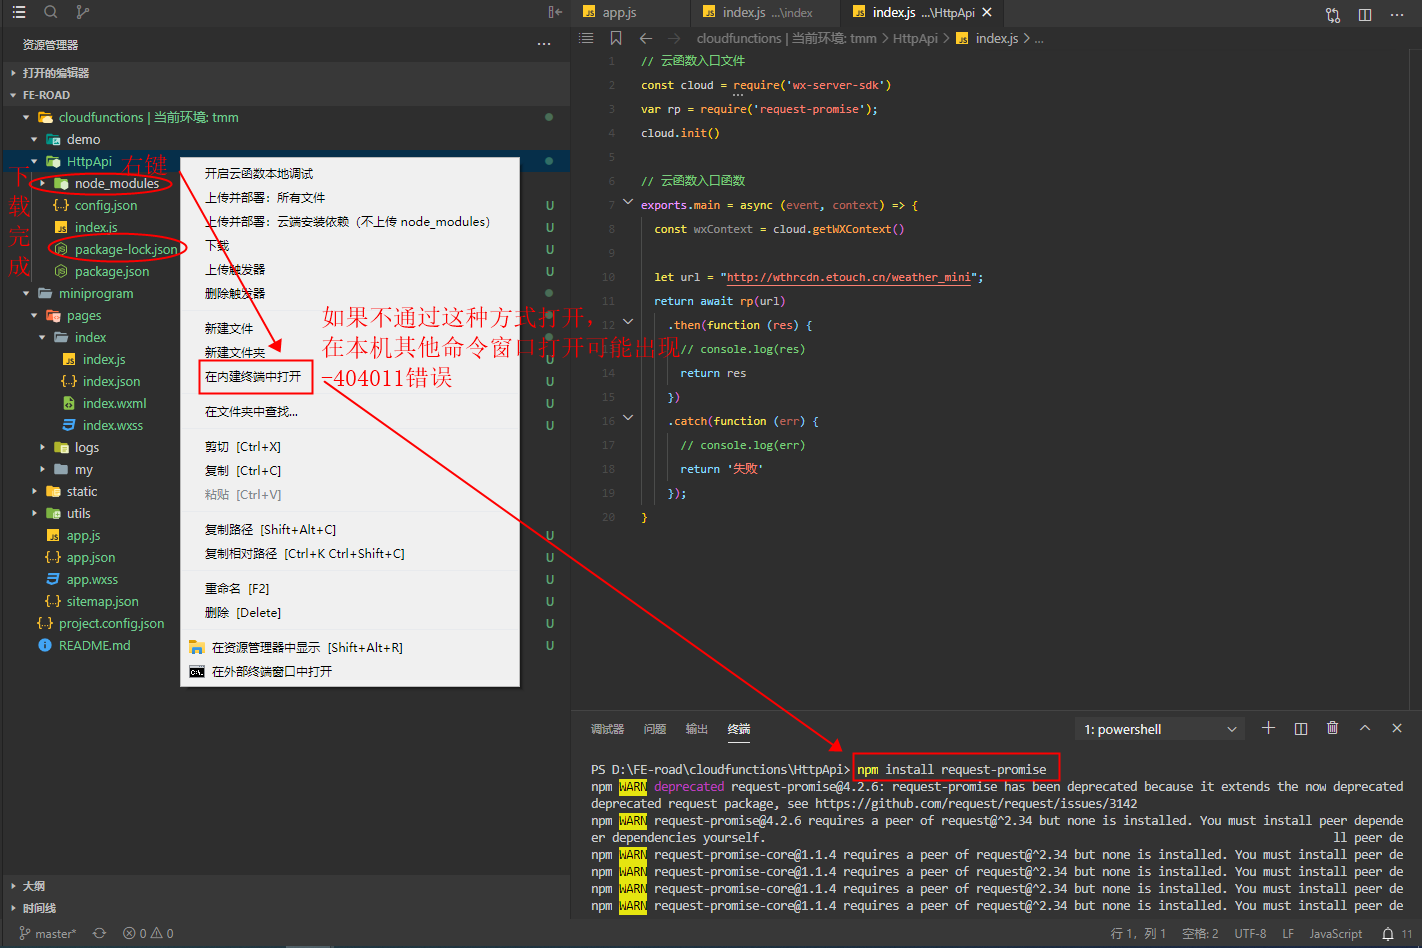 资源管理器
打开的编辑器
FE-ROAD
cloudfunctions | 当前环境: tmm
demo
HttpApi
右键
下载完成
node_modules
config.json U
index.js U
package-lock.json U
package.json U
miniprogram
pages
index
index.js U
index.json U
index.wxml U
index.wxss U
logs
my
static
utils
app.js U
app.json U
app.wxss U
sitemap.json U
project.config.json U
README.md U
大纲
时间线
master* 0 0
开启云函数本地调试
上传并部署：所有文件
上传并部署：云端安装依赖（不上传 node_modules）
下载
上传触发器
删除触发器
新建文件
新建文件夹
在内建终端中打开
在文件夹中查找...
剪切 [Ctrl+X]
复制 [Ctrl+C]
粘贴 [Ctrl+V]
复制路径 [Shift+Alt+C]
复制相对路径 [Ctrl+K Ctrl+Shift+C]
重命名 [F2]
删除 [Delete]
在资源管理器中显示 [Shift+Alt+R]
在外部终端窗口中打开
如果不通过这种方式打开，
在本机其他命令窗口打开可能出现
-404011错误
app.js
index.js ...\index
index.js ...\HttpApi
cloudfunctions | 当前环境: tmm > HttpApi > index.js > ...
1 // 云函数入口文件
2 const cloud = require('wx-server-sdk')
3 var rp = require('request-promise');
4 cloud.init()
5
6 // 云函数入口函数
7 exports.main = async (event, context) => {
8 const wxContext = cloud.getWXContext()
9
10 let url = "http://wthrcdn.etouch.cn/weather_mini";
11 return await rp(url)
12 .then(function (res) {
13 // console.log(res)
14 return res
15 })
16 .catch(function (err) {
17 // console.log(err)
18 return '失败'
19 });
20 }
调试器 问题 输出 终端
1: powershell
PS D:\FE-road\cloudfunctions\HttpApi> npm install request-promise
npm WARN deprecated request-promise@4.2.6: request-promise has been deprecated because it extends the now deprecated
deprecated request package, see https://github.com/request/request/issues/3142
npm WARN request-promise@4.2.6 requires a peer of request@^2.34 but none is installed. You must install peer depende
er dependencies yourself. ll peer de
npm WARN request-promise-core@1.1.4 requires a peer of request@^2.34 but none is installed. You must install peer de
npm WARN request-promise-core@1.1.4 requires a peer of request@^2.34 but none is installed. You must install peer de
npm WARN request-promise-core@1.1.4 requires a peer of request@^2.34 but none is installed. You must install peer de
npm WARN request-promise-core@1.1.4 requires a peer of request@^2.34 but none is installed. You must install peer de
行 1，列 1 空格: 2 UTF-8 LF JavaScript 11